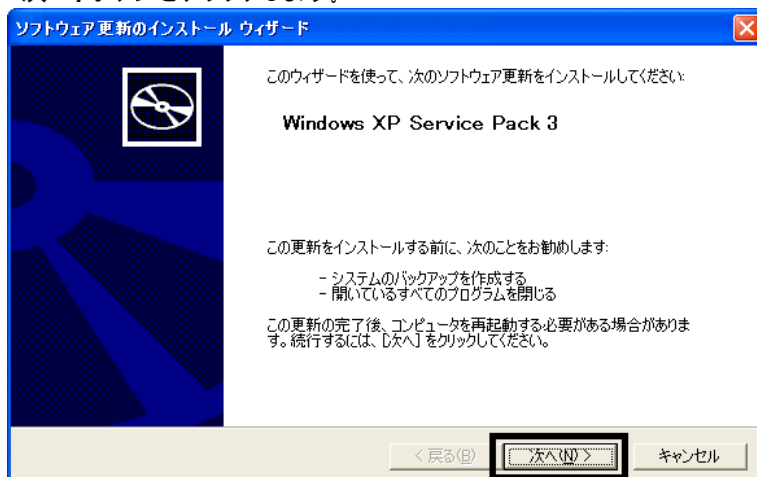 ソフトウェア更新のインストール ウィザード
このウィザードを使って、次のソフトウェア更新をインストールしてください:
Windows XP Service Pack 3
この更新をインストールする前に、次のことをお勧めします:
- システムのバックアップを作成する
- 開いているすべてのプログラムを閉じる
この更新の完了後、コンピュータを再起動する必要がある場合がありま
す。続行するには、[次へ] をクリックしてください。
< 戻る(B)
次へ(N) >
キャンセル